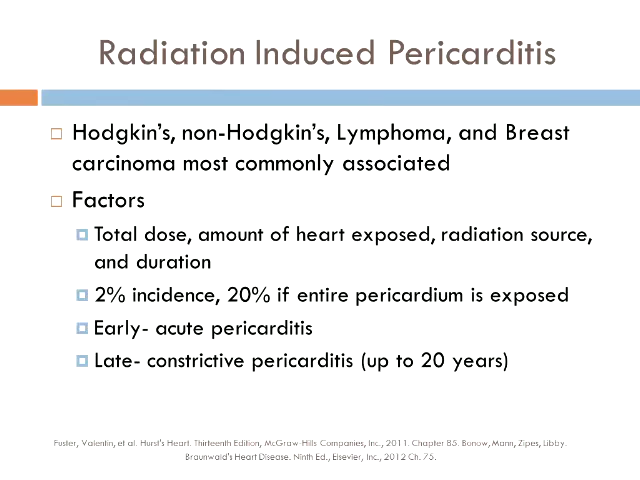 Radiation Induced Pericarditis
Hodgkin's, non-Hodgkin's, Lymphoma, and Breast
carcinoma most commonly associated
Factors
Total dose, amount of heart exposed, radiation source,
and duration
2% incidence, 20% if entire pericardium is exposed
Early- acute pericarditis
Late- constrictive pericarditis (up to 20 years)
Fuster, Valentin, et al. Hurst's Heart. Thirteenth Edition, McGraw-Hills Companies, Inc., 2011. Chapter 85. Bonow, Mann, Zipes, Libby.
Braunwald's Heart Disease. Ninth Ed., Elsevier, Inc., 2012 Ch. 75.